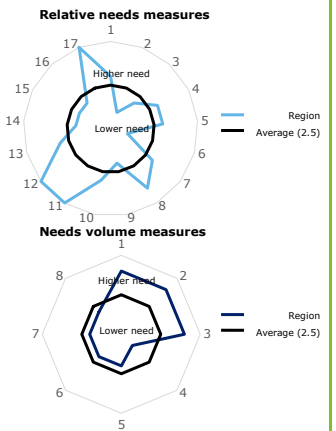 Relative needs measures
1
17
2
16
3
Higher need
15
4
14
Lower need
5
13
6
12
7
11
8
10
9
Region
Average (2.5)
Needs volume measures
1
8
2
Higher need
7
Lower need
3
6
4
5
Region
Average (2.5)